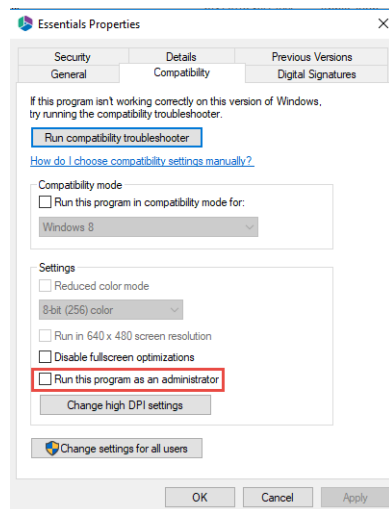 Essentials Properties
Security Details Previous Versions
General Compatibility Digital Signatures
If this program isn't working correctly on this version of Windows,
try running the compatibility troubleshooter.
Run compatibility troubleshooter
How do I choose compatibility settings manually?
Compatibility mode
Run this program in compatibility mode for:
Windows 8
Settings
Reduced color mode
8-bit (256) color
Run in 640 x 480 screen resolution
Disable fullscreen optimizations
Run this program as an administrator
Change high DPI settings
Change settings for all users
OK Cancel Apply